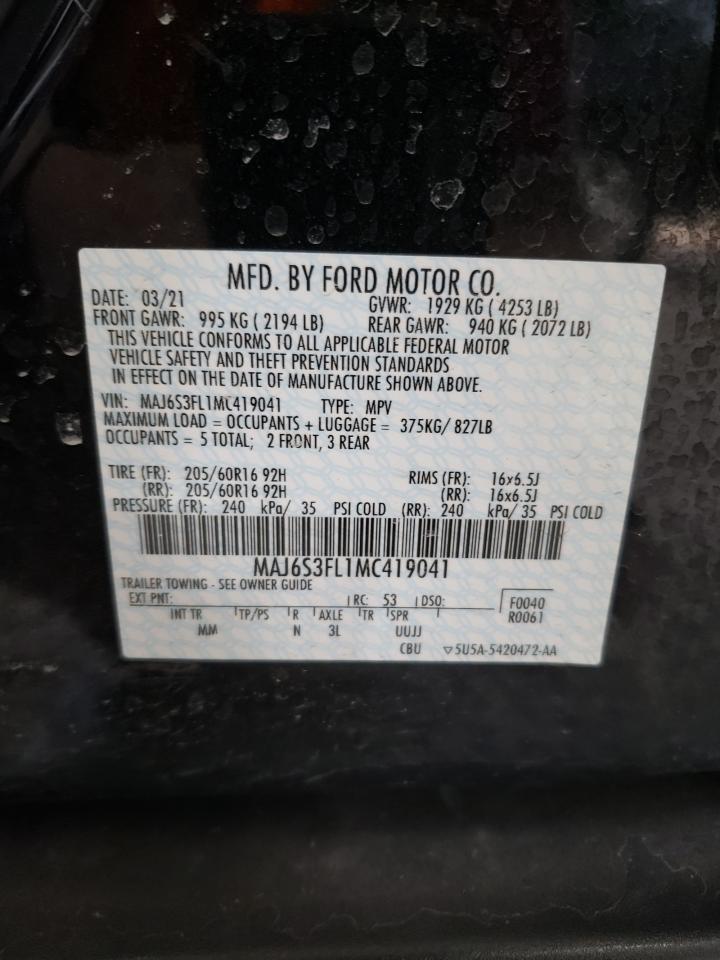 MFD. BY FORD MOTOR CO.
DATE: 03/21 GVWR: 1929 KG ( 4253 LB)
FRONT GAWR: 995 KG ( 2194 LB) REAR GAWR: 940 KG ( 2072 LB)
THIS VEHICLE CONFORMS TO ALL APPLICABLE FEDERAL MOTOR
VEHICLE SAFETY AND THEFT PREVENTION STANDARDS
IN EFFECT ON THE DATE OF MANUFACTURE SHOWN ABOVE.
VIN: MAJ6S3FL1MC419041 TYPE: MPV
MAXIMUM LOAD = OCCUPANTS + LUGGAGE = 375KG/ 827LB
OCCUPANTS = 5 TOTAL; 2 FRONT, 3 REAR
TIRE (FR): 205/60R16 92H RIMS (FR): 16x6.5J
(RR): 205/60R16 92H (RR): 16x6.5J
PRESSURE (FR): 240 kPa/ 35 PSI COLD (RR): 240 kPa/ 35 PSI COLD
MAJ6S3FL1MC419041
TRAILER TOWING - SEE OWNER GUIDE
EXT PNT: RC: 53 DSO: F0040
INT TR TP/PS R AXLE TR SPR R0061
MM N 3L UUJJ
CBU ▽5U5A-5420472-AA